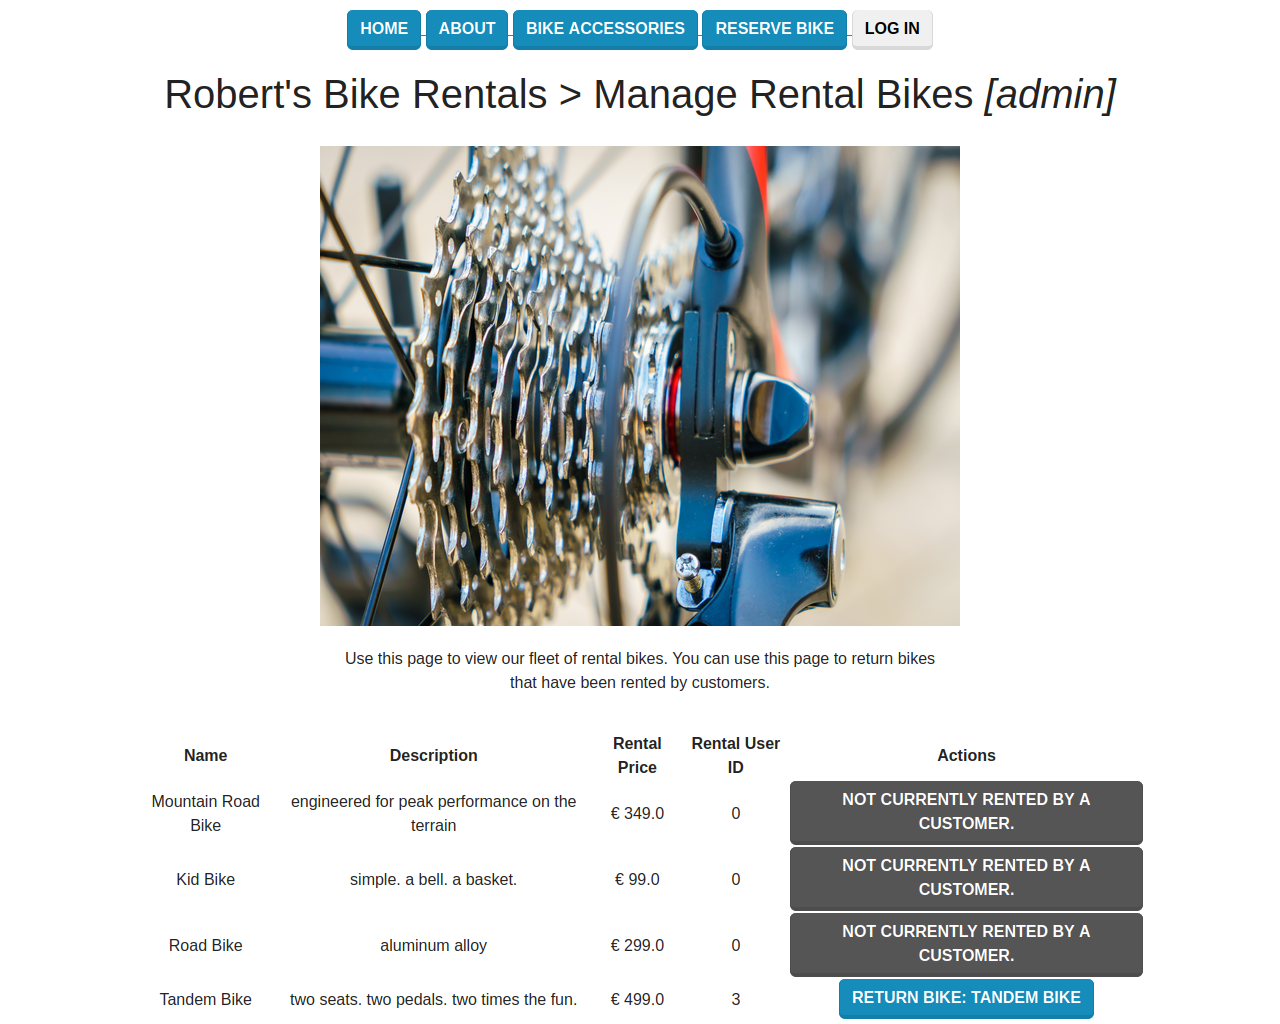 HOME ABOUT BIKE ACCESSORIES RESERVE BIKE LOG IN
Robert's Bike Rentals > Manage Rental Bikes [admin]
Use this page to view our fleet of rental bikes. You can use this page to return bikes
that have been rented by customers.
Name Description Rental Price Rental User ID Actions
Mountain Road Bike engineered for peak performance on the terrain € 349.0 0 NOT CURRENTLY RENTED BY A CUSTOMER.
Kid Bike simple. a bell. a basket. € 99.0 0 NOT CURRENTLY RENTED BY A CUSTOMER.
Road Bike aluminum alloy € 299.0 0 NOT CURRENTLY RENTED BY A CUSTOMER.
Tandem Bike two seats. two pedals. two times the fun. € 499.0 3 RETURN BIKE: TANDEM BIKE